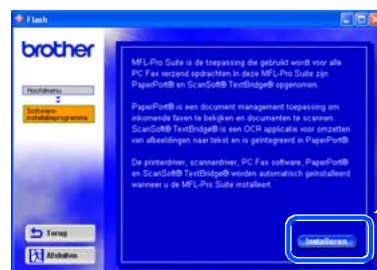 Flash
brother
Hoofdmenu
Software-
installatieprogramma
MFL-Pro Suite is de toepassing die gebruikt wordt voor alle
PC Fax verzend opdrachten In deze MFL-Pro Suite zijn
PaperPort® en ScanSoft® TextBridge® opgenomen.
PaperPort® is een document management toepassing om
inkomende faxen te bekijken en documenten te scannen.
ScanSoft® TextBridge® is een OCR applicatie voor omzetten
van afbeeldingen naar tekst en is geintegreerd in PaperPort®
De printerdriver, scannerdriver, PC Fax software, PaperPort®
en ScanSoft® TextBridge® worden automatisch geinstalleerd
wanneer u de MFL-Pro Suite installeert.
Terug
Afsluiten
Installeren